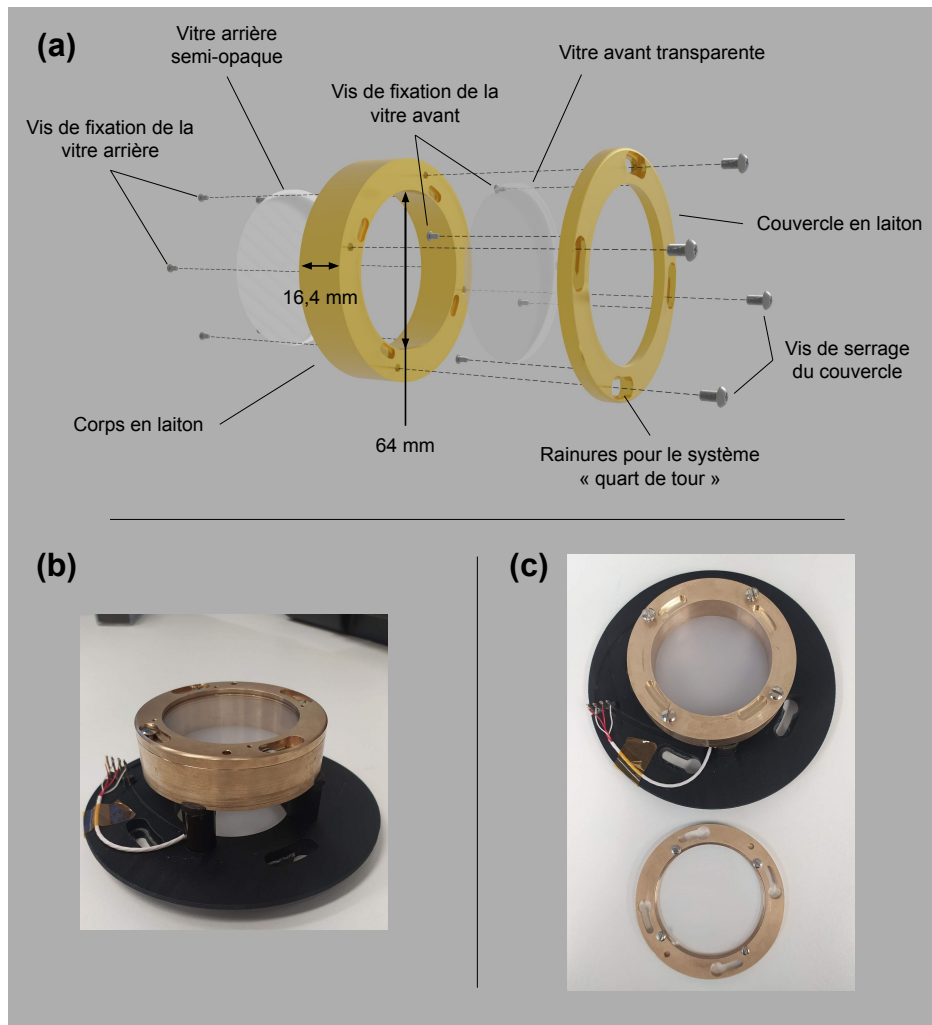 (a)
Vitre arrière
semi-opaque
Vitre avant transparente
Vis de fixation de la
vitre avant
Vis de fixation de la
vitre arrière
Couvercle en laiton
16,4 mm
Vis de serrage
du couvercle
Corps en laiton
64 mm
Rainures pour le système
« quart de tour »
(b)
(c)